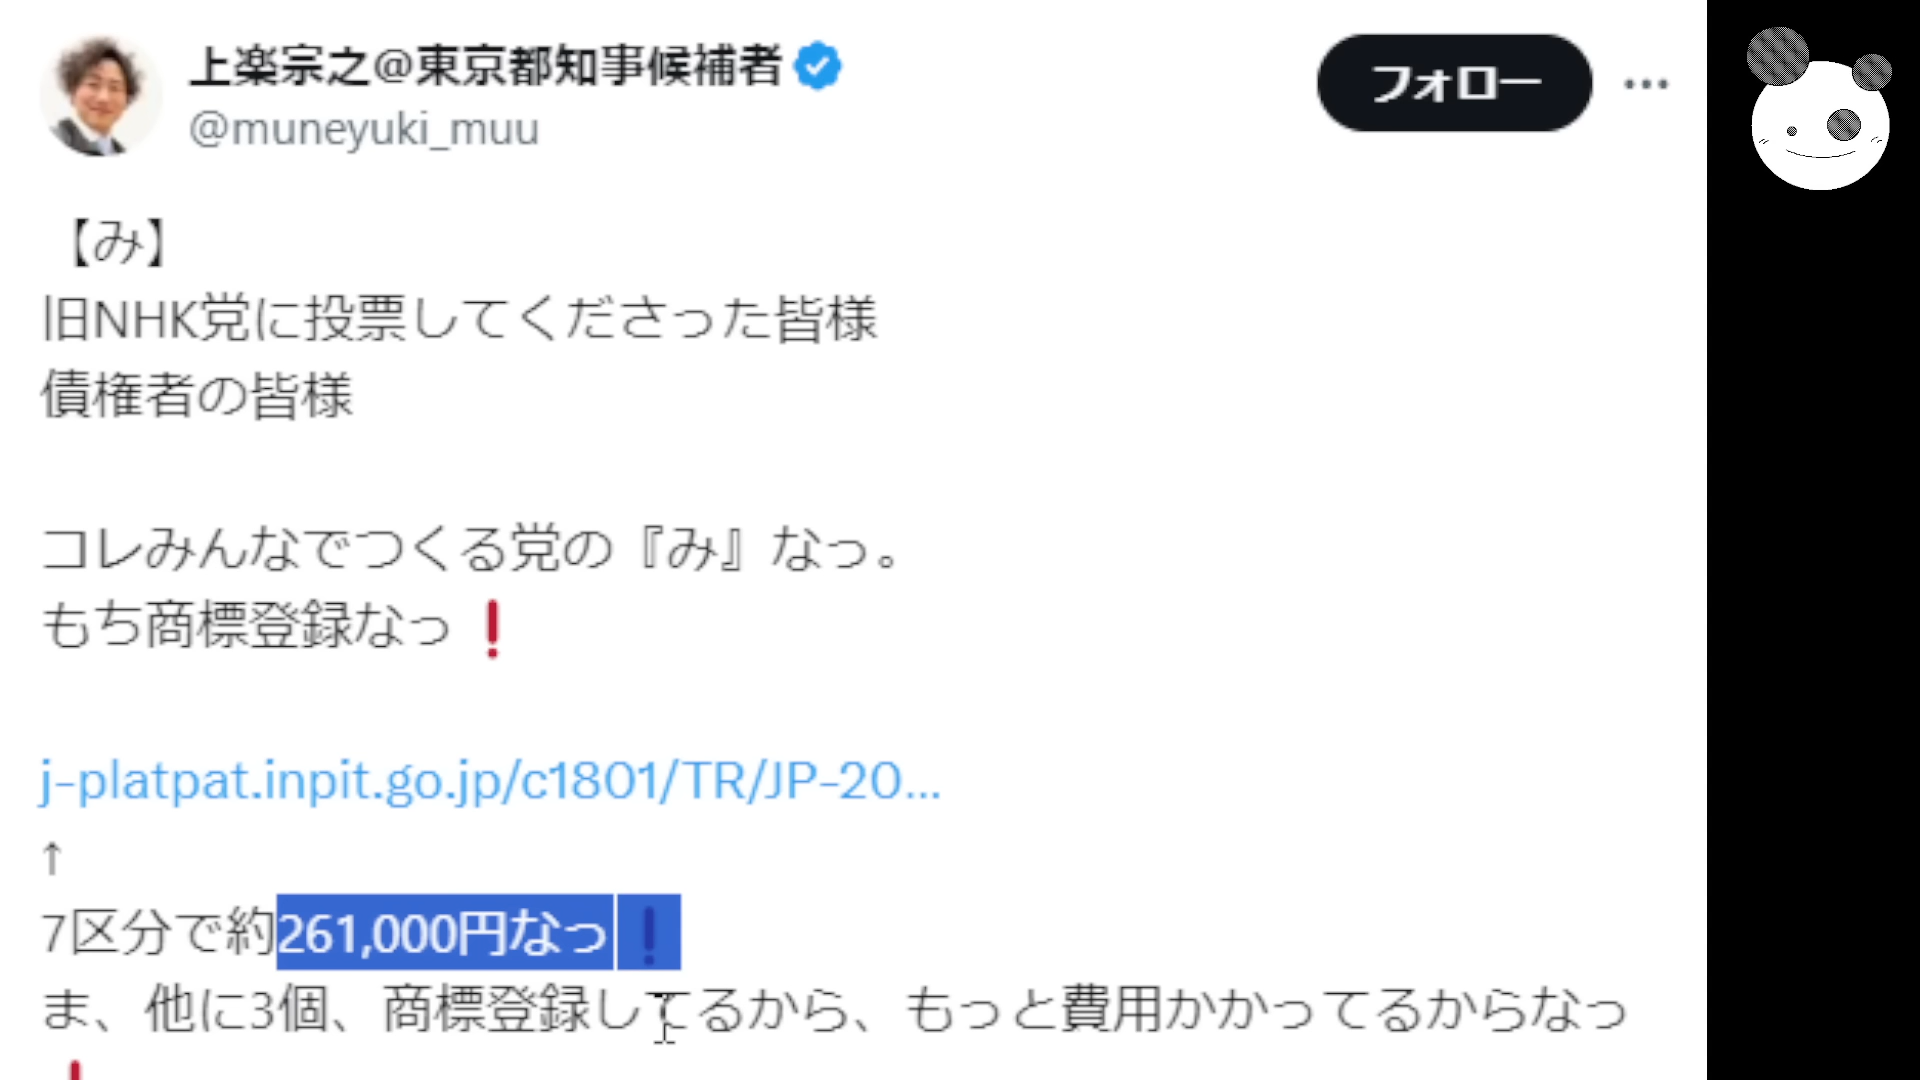 上楽宗之@東京都知事候補者
@muneyuki_muu
フォロー
【み】
旧NHK党に投票してくださった皆様
債権者の皆様
コレみんなでつくる党の『み』なっ。
もち商標登録なっ❗
j-platpat.inpit.go.jp/c1801/TR/JP-20...
↑
7区分で約261,000円なっ❗
ま、他に3個、商標登録してるから、もっと費用かかってるからなっ
❗